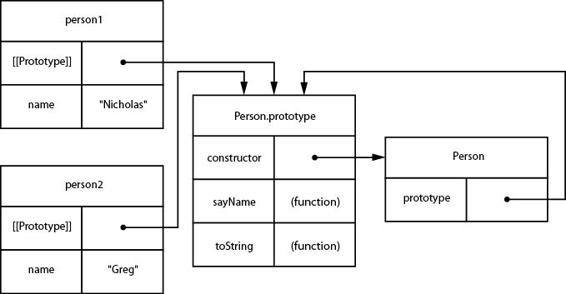 person1
[[Prototype]]
name "Nicholas"
person2
[[Prototype]]
name "Greg"
Person.prototype
constructor
sayName (function)
toString (function)
Person
prototype